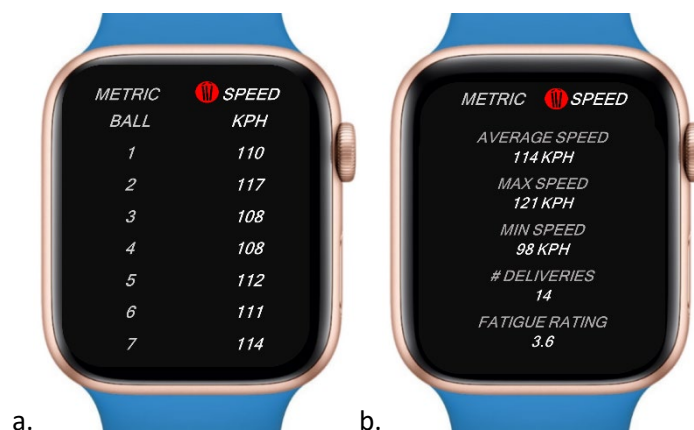 METRIC SPEED
BALL KPH
1 110
2 117
3 108
4 108
5 112
6 111
7 114
a.
METRIC SPEED
AVERAGE SPEED
114 KPH
MAX SPEED
121 KPH
MIN SPEED
98 KPH
# DELIVERIES
14
FATIGUE RATING
3.6
b.